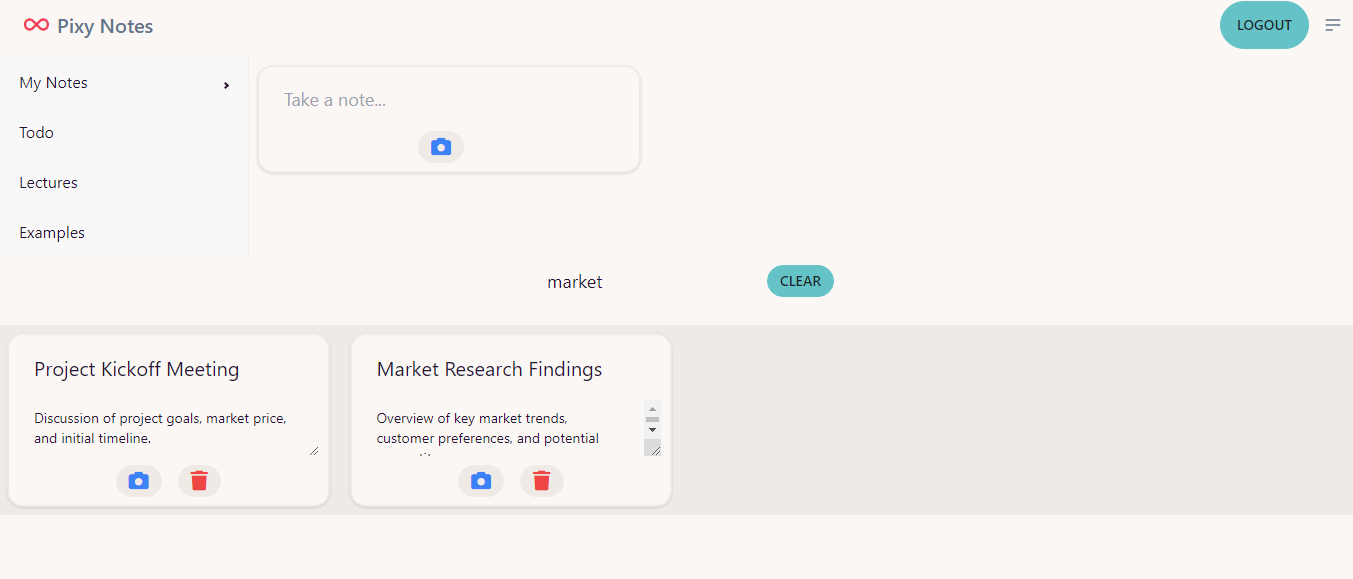 Pixy Notes
LOGOUT
My Notes
Todo
Lectures
Examples
Take a note...
market
CLEAR
Project Kickoff Meeting
Discussion of project goals, market price,
and initial timeline.
Market Research Findings
Overview of key market trends,
customer preferences, and potential